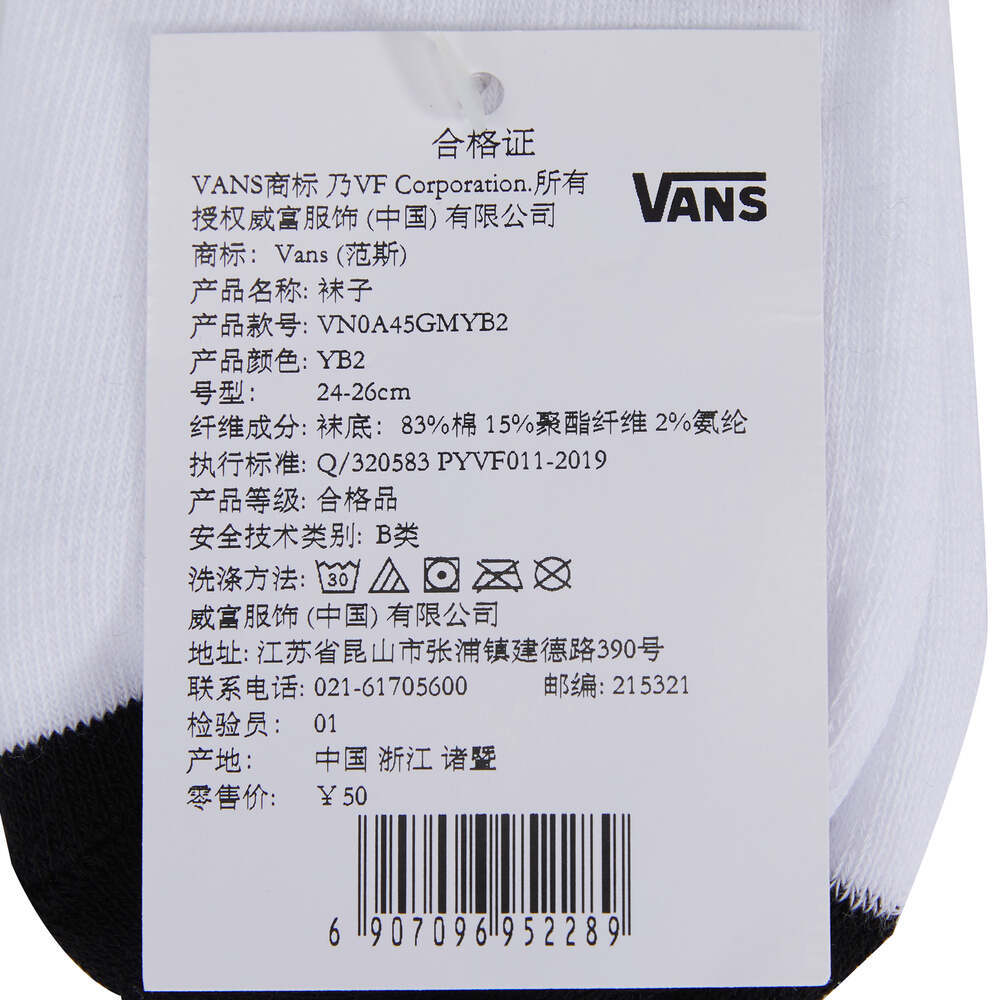 合格证
VANS商标 乃VF Corporation.所有
授权威富服饰 (中国) 有限公司
VANS
商标： Vans (范斯)
产品名称: 袜子
产品款号: VN0A45GMYB2
产品颜色: YB2
号型： 24-26cm
纤维成分: 袜底： 83%棉 15%聚酯纤维 2%氨纶
执行标准: Q/320583 PYVF011-2019
产品等级: 合格品
安全技术类别: B类
洗涤方法: 30
威富服饰 (中国) 有限公司
地址: 江苏省昆山市张浦镇建德路390号
联系电话: 021-61705600 邮编: 215321
检验员： 01
产地： 中国 浙江 诸暨
零售价: ￥50
6 907096 952289